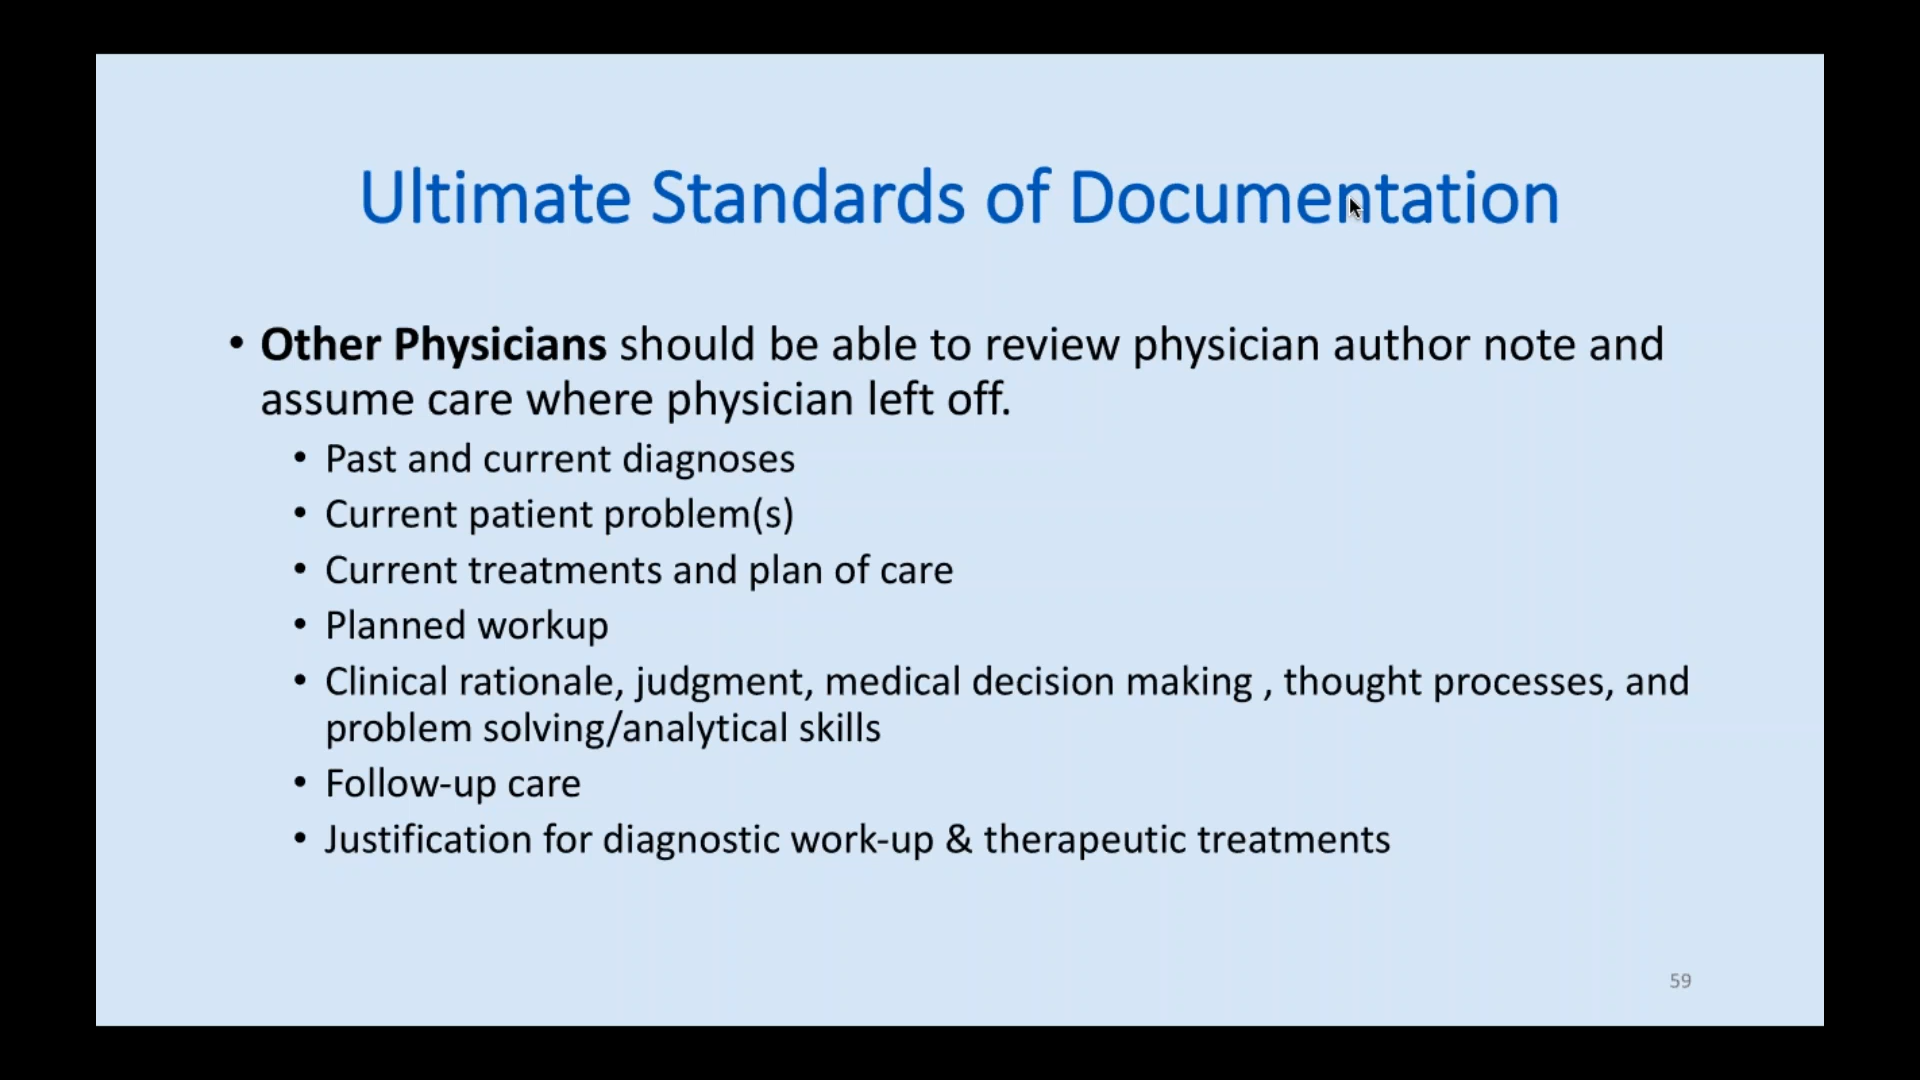 Ultimate Standards of Documentation
• Other Physicians should be able to review physician author note and
assume care where physician left off.
• Past and current diagnoses
• Current patient problem(s)
• Current treatments and plan of care
• Planned workup
• Clinical rationale, judgment, medical decision making , thought processes, and
problem solving/analytical skills
• Follow-up care
• Justification for diagnostic work-up & therapeutic treatments
59